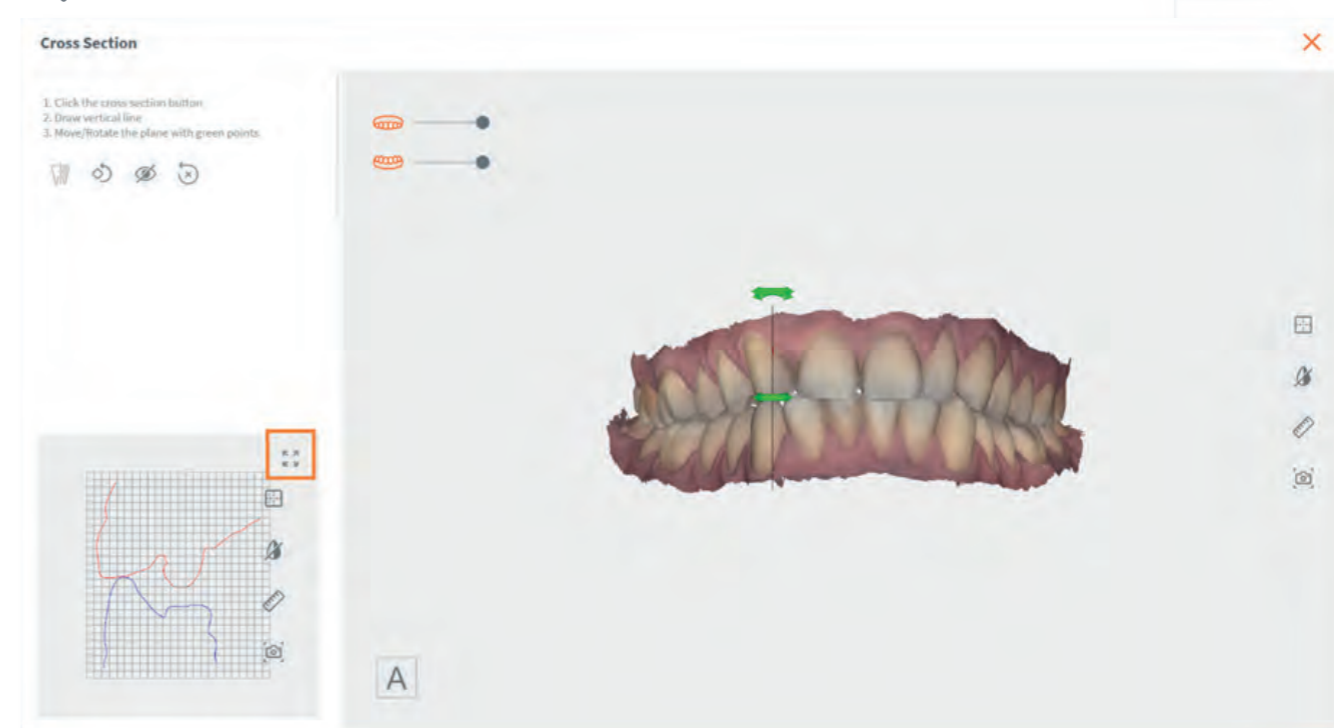 Cross Section
1. Click the cross section button
2. Draw vertical line
3. Move/Rotate the plane with green points
A